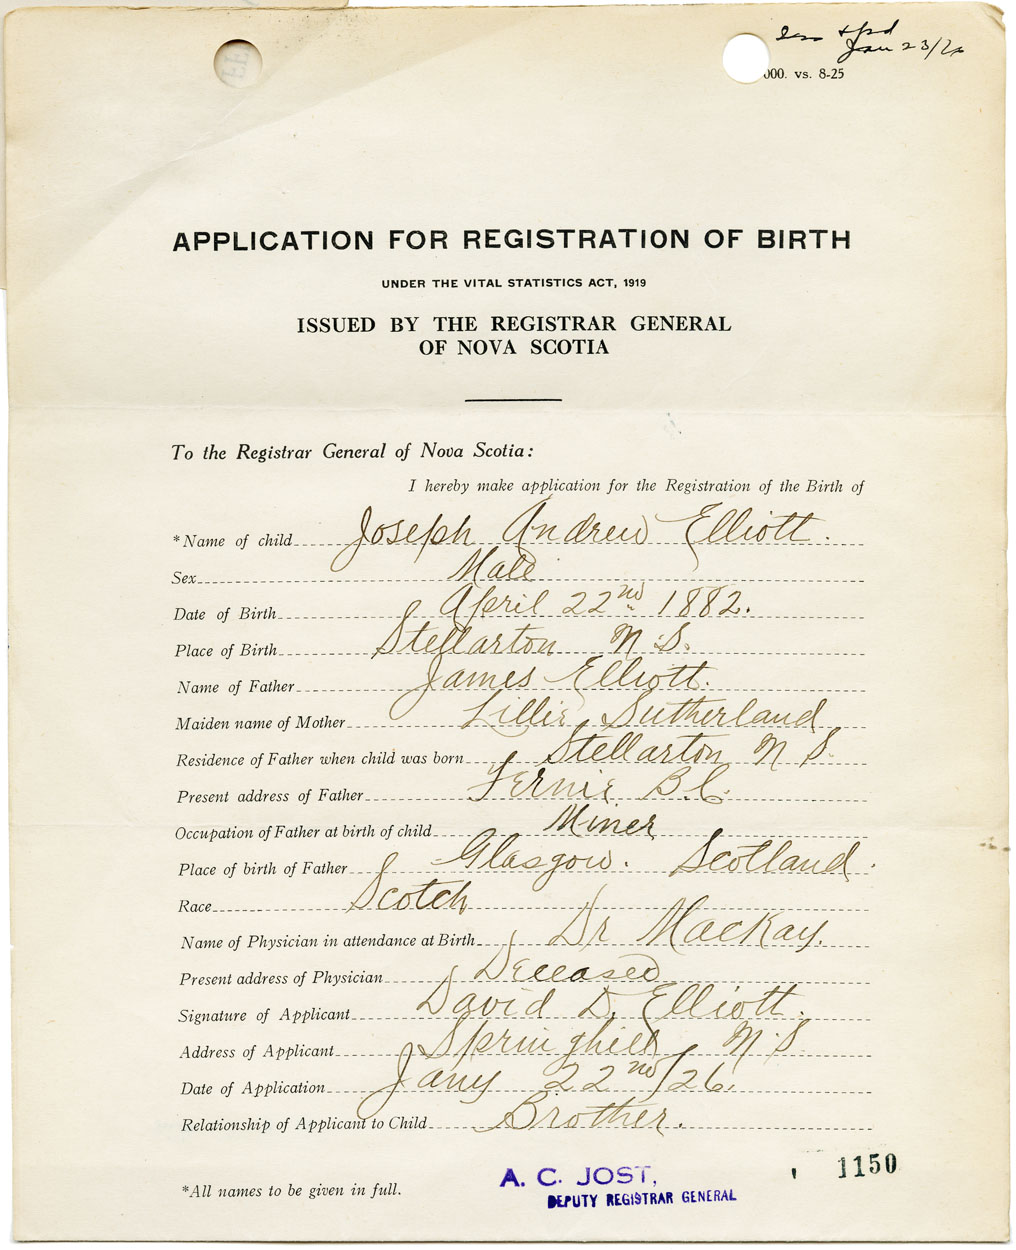 Jan 23/26
000. vs. 8-25
APPLICATION FOR REGISTRATION OF BIRTH
UNDER THE VITAL STATISTICS ACT, 1919
ISSUED BY THE REGISTRAR GENERAL
OF NOVA SCOTIA
To the Registrar General of Nova Scotia:
I hereby make application for the Registration of the Birth of
*Name of child Joseph Andrew Elliott.
Sex Male
Date of Birth April 22nd 1882.
Place of Birth Stellarton N.S.
Name of Father James Elliott.
Maiden name of Mother Lillie Sutherland
Residence of Father when child was born Stellarton N S.
Present address of Father Fernie B.C.
Occupation of Father at birth of child Miner
Place of birth of Father Glasgow. Scotland.
Race Scotch
Name of Physician in attendance at Birth Dr MacKay.
Present address of Physician Deceased
Signature of Applicant David D. Elliott.
Address of Applicant Springhill N.S.
Date of Application Jany 22nd/26.
Relationship of Applicant to Child Brother.
*All names to be given in full.
A. C. JOST,
DEPUTY REGISTRAR GENERAL
1150